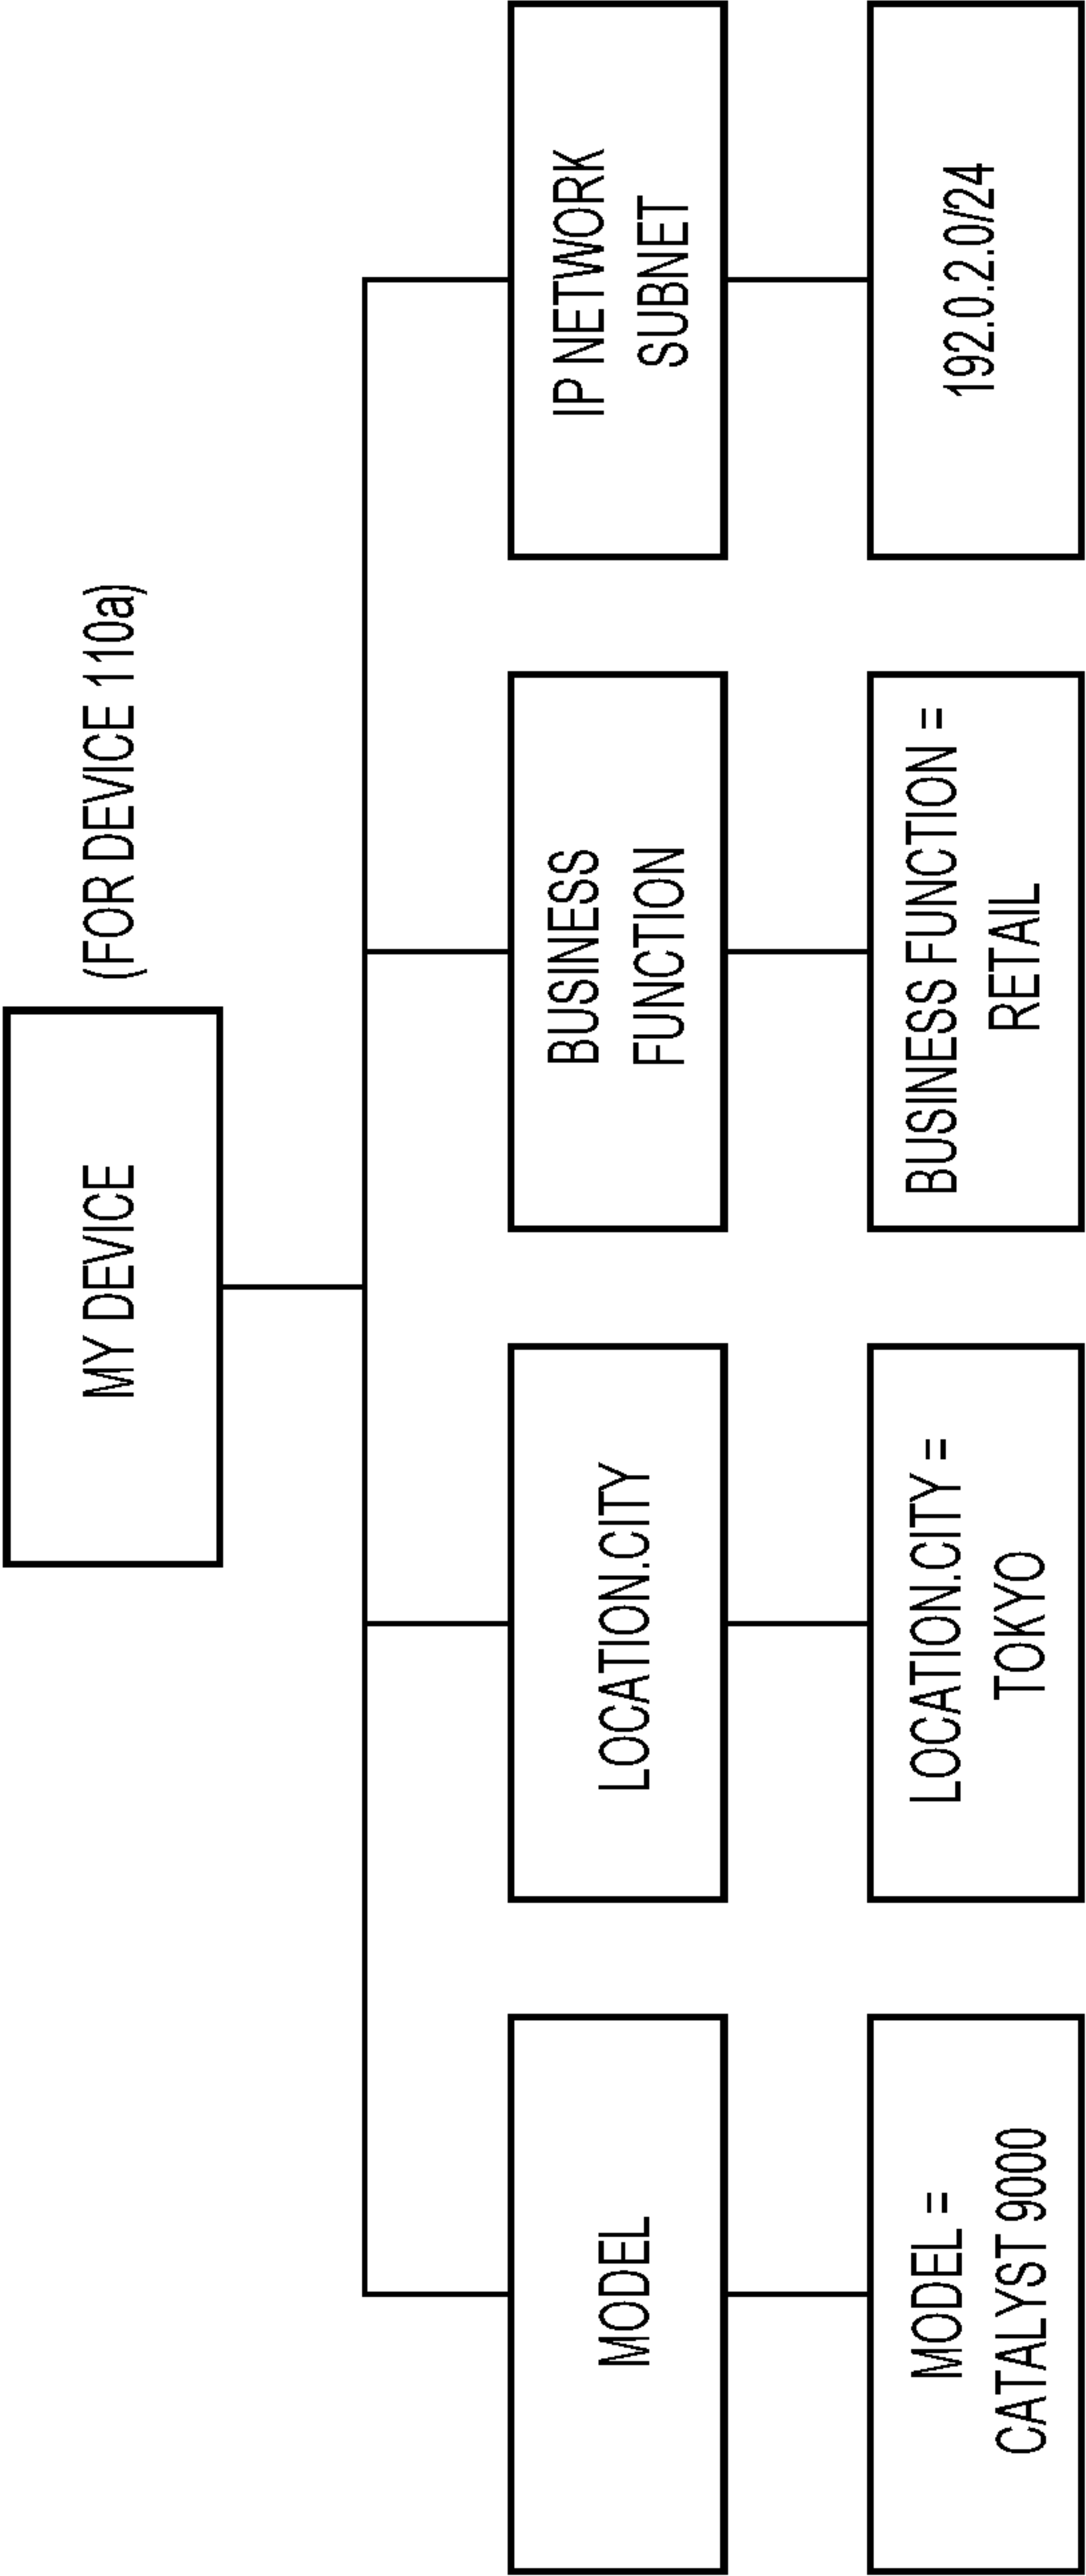 MY DEVICE
(FOR DEVICE 110a)
MODEL
LOCATION.CITY
BUSINESS
FUNCTION
IP NETWORK
SUBNET
MODEL =
CATALYST 9000
LOCATION.CITY =
TOKYO
BUSINESS FUNCTION =
RETAIL
192.0.2.0/24